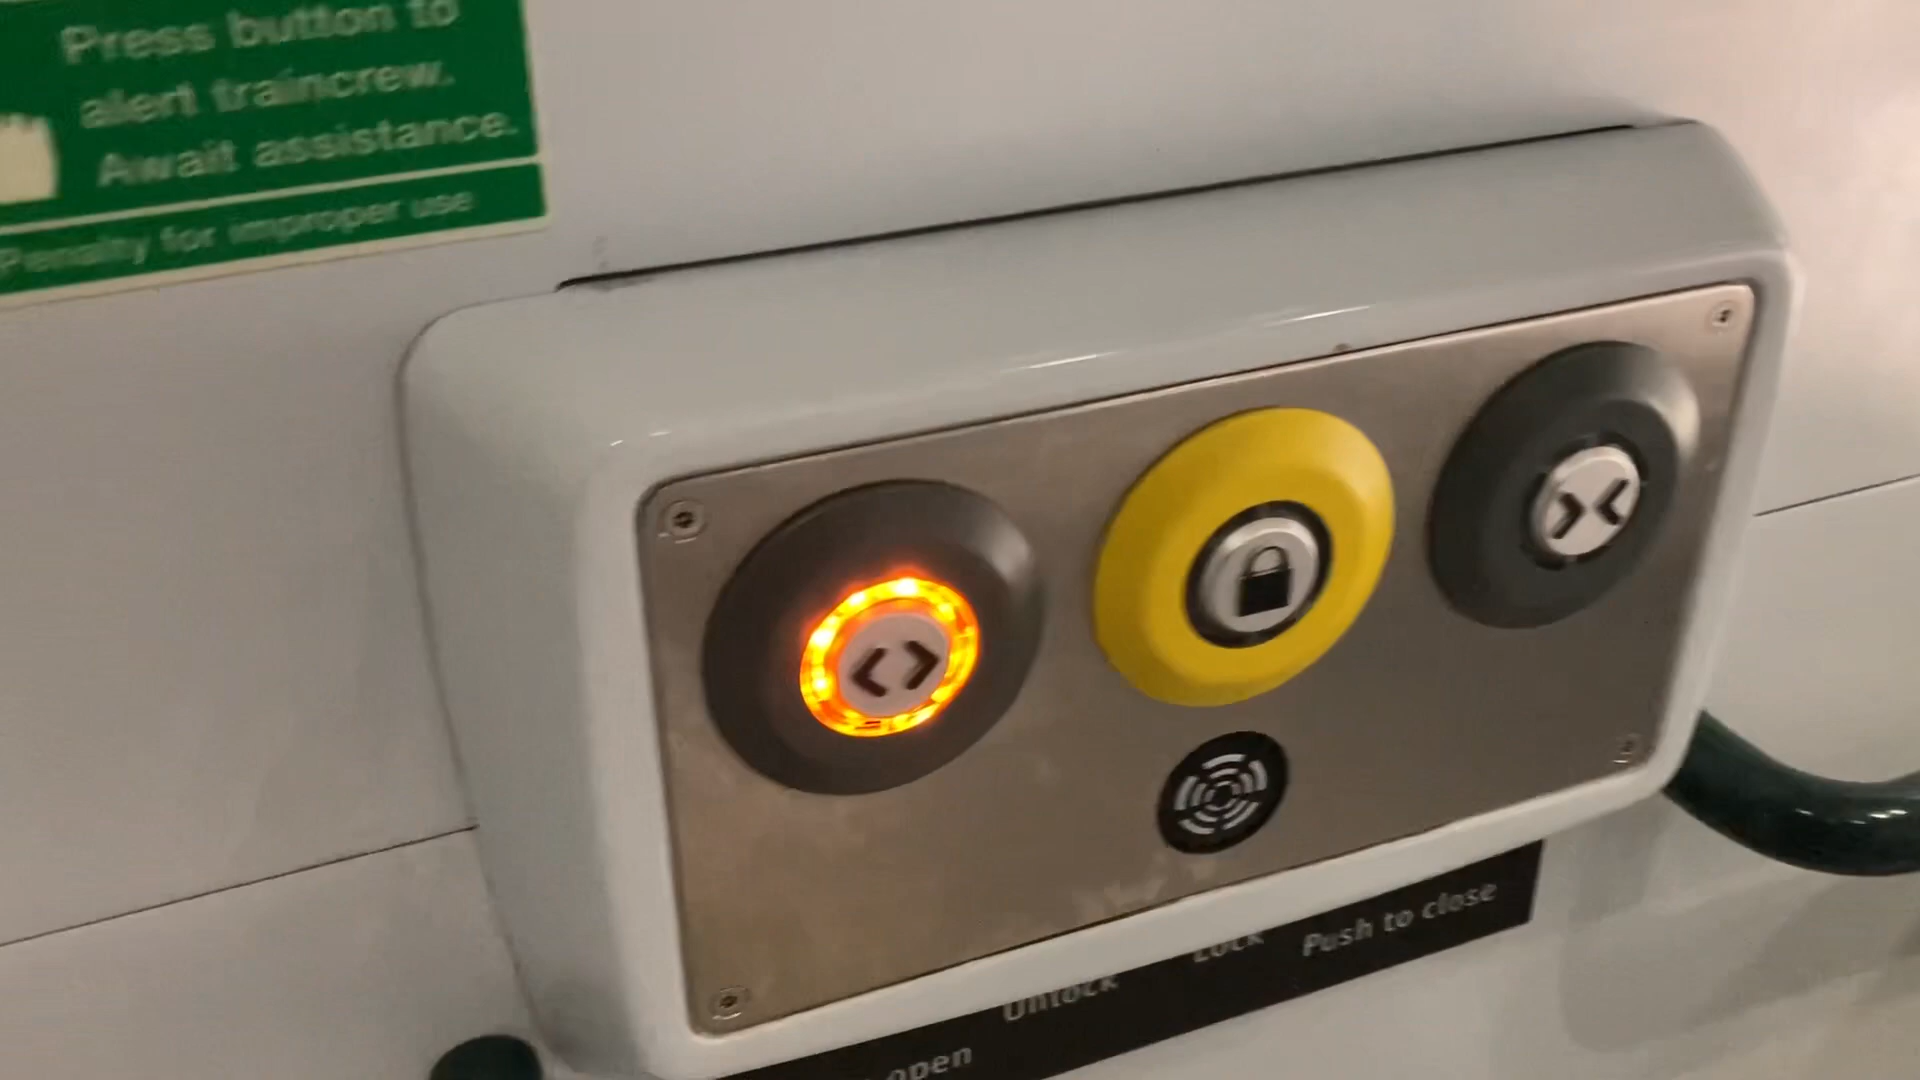 Press button to
alert traincrew.
Await assistance.
Penalty for improper use
Push to close
Lock
Unlock
open